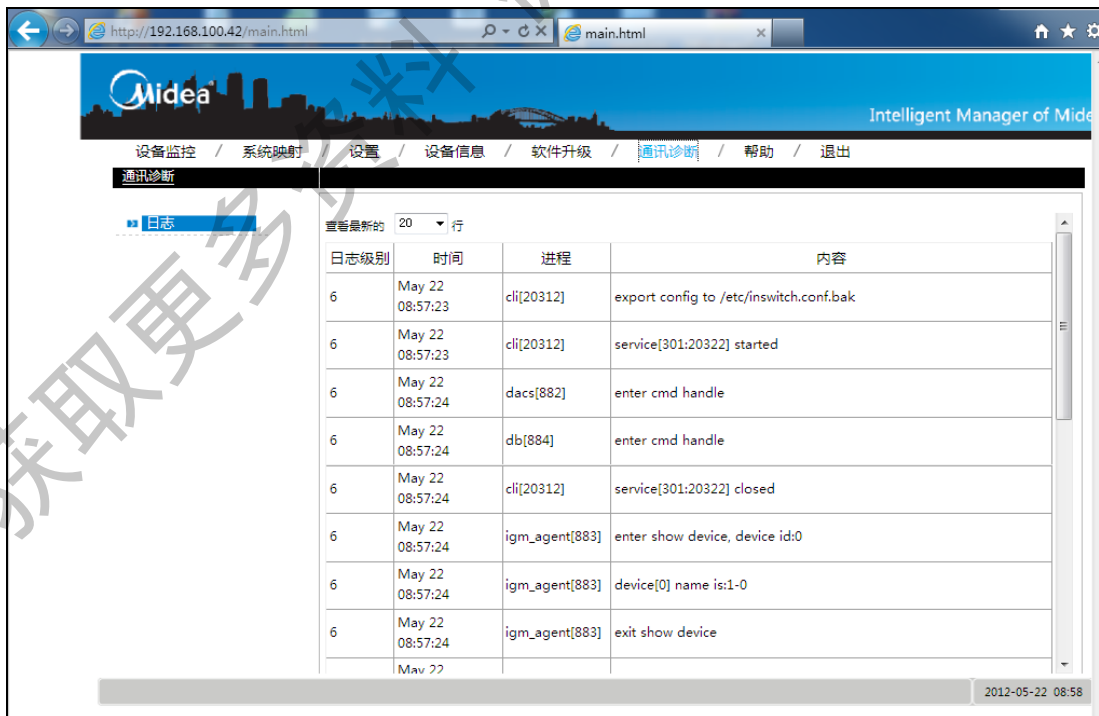 http://192.168.100.42/main.html
main.html
Midea
Intelligent Manager of Mide
设备监控 / 系统映射 / 设置 / 设备信息 / 软件升级 / 通讯诊断 / 帮助 / 退出
通讯诊断
日志
查看最新的 20 行
日志级别 时间 进程 内容
6 May 22 08:57:23 cli[20312] export config to /etc/inswitch.conf.bak
6 May 22 08:57:23 cli[20312] service[301:20322] started
6 May 22 08:57:24 dacs[882] enter cmd handle
6 May 22 08:57:24 db[884] enter cmd handle
6 May 22 08:57:24 cli[20312] service[301:20322] closed
6 May 22 08:57:24 igm_agent[883] enter show device, device id:0
6 May 22 08:57:24 igm_agent[883] device[0] name is:1-0
6 May 22 08:57:24 igm_agent[883] exit show device
May 22
2012-05-22 08:58
获取更多资料